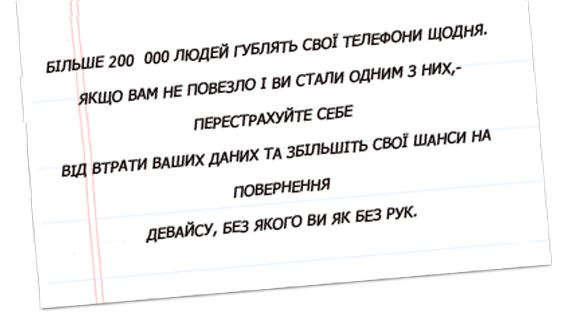 БІЛЬШЕ 200 000 ЛЮДЕЙ ГУБЛЯТЬ СВОЇ ТЕЛЕФОНИ ЩОДНЯ.
ЯКЩО ВАМ НЕ ПОВЕЗЛО І ВИ СТАЛИ ОДНИМ З НИХ,-
ПЕРЕСТРАХУЙТЕ СЕБЕ
ВІД ВТРАТИ ВАШИХ ДАНИХ ТА ЗБІЛЬШІТЬ СВОЇ ШАНСИ НА
ПОВЕРНЕННЯ
ДЕВАЙСУ, БЕЗ ЯКОГО ВИ ЯК БЕЗ РУК.